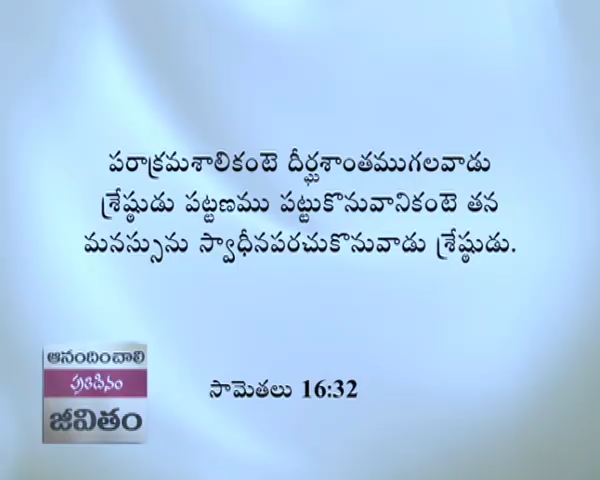 పరాక్రమశాలికంటె దీర్ఘశాంతముగలవాడు
శ్రేష్ఠుడు పట్టణము పట్టుకొనువానికంటె తన
మనస్సును స్వాధీనపరచుకొనువాడు శ్రేష్ఠుడు.
సామెతలు 16:32
ఆనందించాలి
ప్రతిదినం
జీవితం